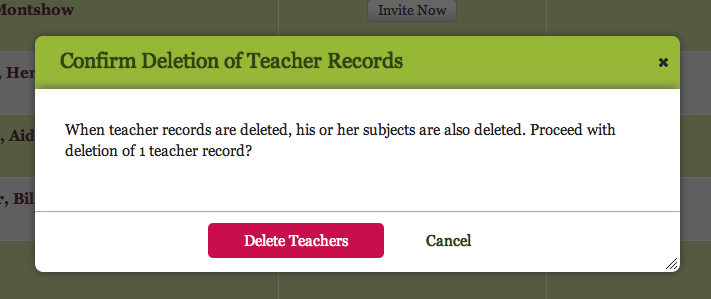 Montshow
Invite Now
Confirm Deletion of Teacher Records
, Her
When teacher records are deleted, his or her subjects are also deleted. Proceed with
deletion of 1 teacher record?
, Aid
r, Bil
Delete Teachers
Cancel